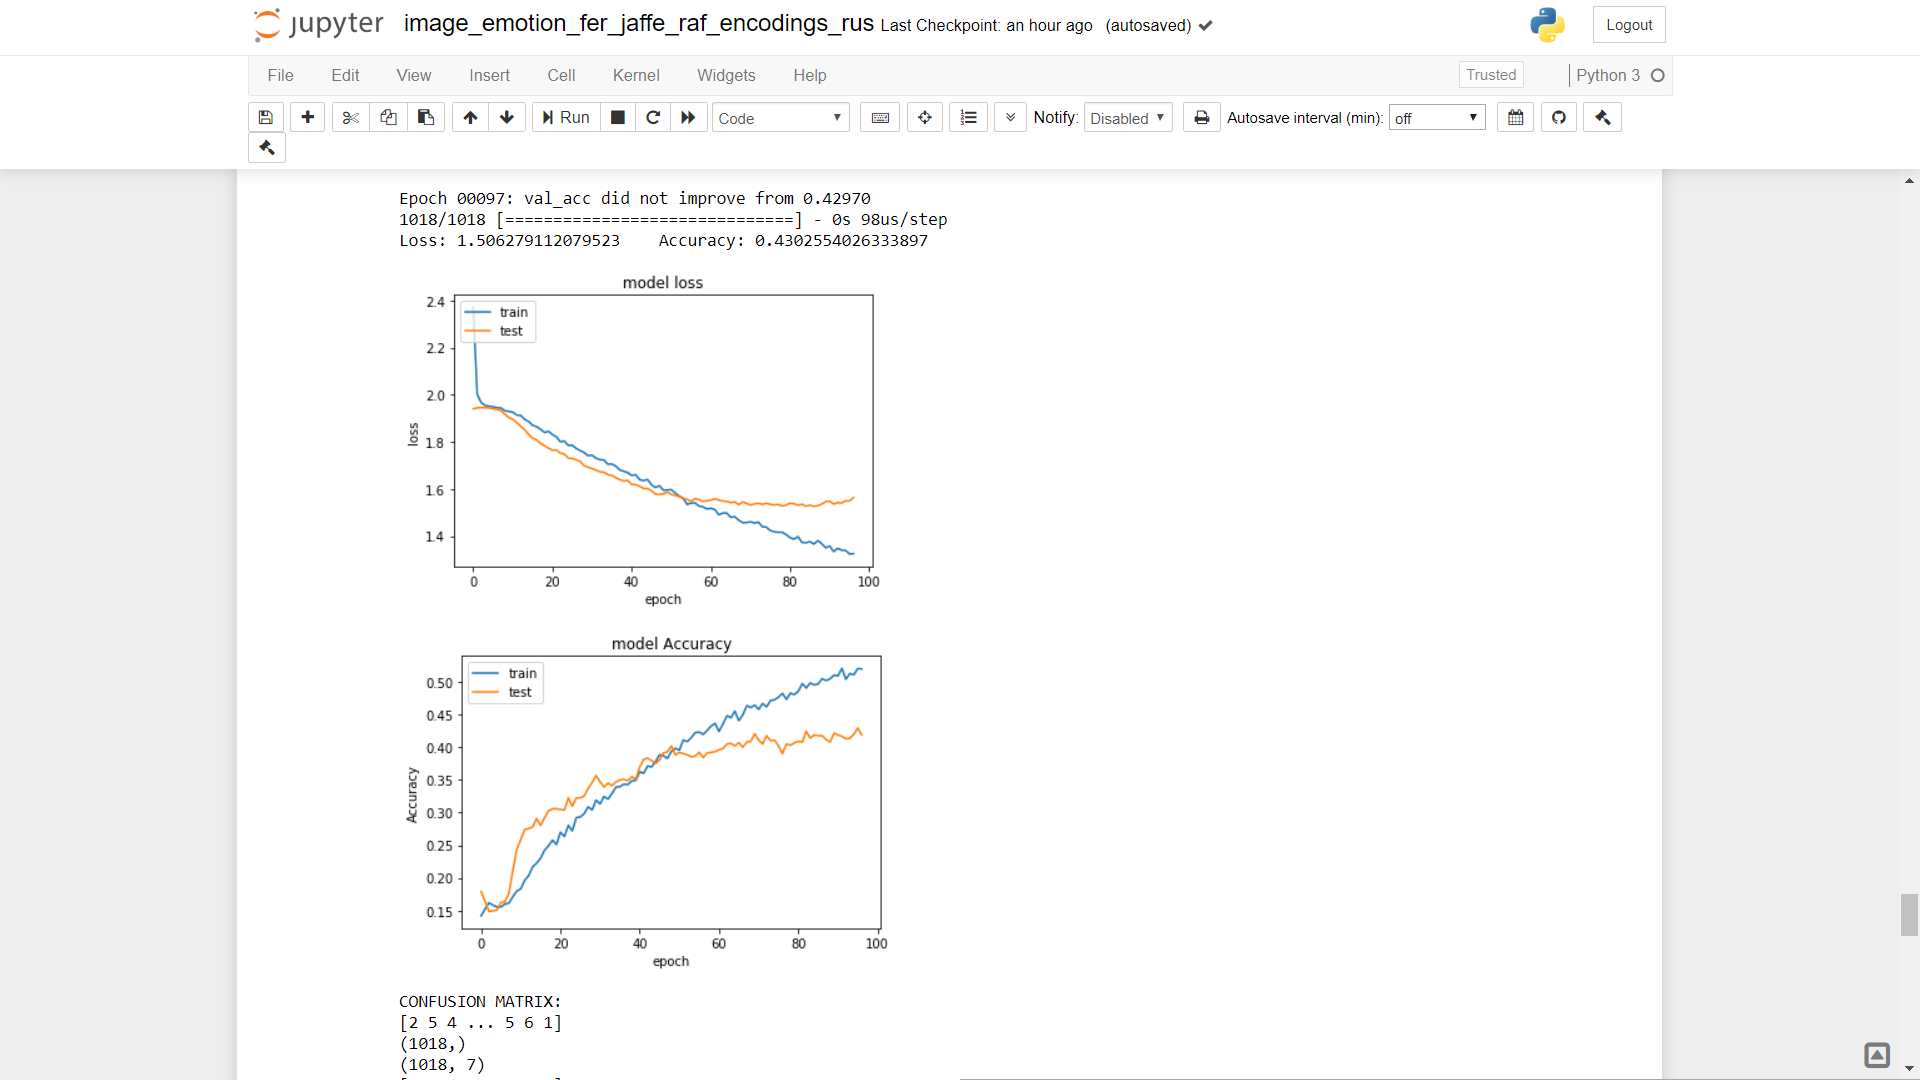 jupyter image_emotion_fer_jaffe_raf_encodings_rus Last Checkpoint: an hour ago (autosaved)
Logout
File Edit View Insert Cell Kernel Widgets Help
Trusted
Python 3
Run
Code
Notify: Disabled
Autosave interval (min): off
Epoch 00097: val_acc did not improve from 0.42970
1018/1018 [==============================] - 0s 98us/step
Loss: 1.506279112079523    Accuracy: 0.4302554026333897
model loss
train
test
2.4
2.2
2.0
1.8
1.6
1.4
loss
0 20 40 60 80 100
epoch
model Accuracy
train
test
0.50
0.45
0.40
0.35
0.30
0.25
0.20
0.15
Accuracy
0 20 40 60 80 100
epoch
CONFUSION MATRIX:
[2 5 4 ... 5 6 1]
(1018,)
(1018, 7)